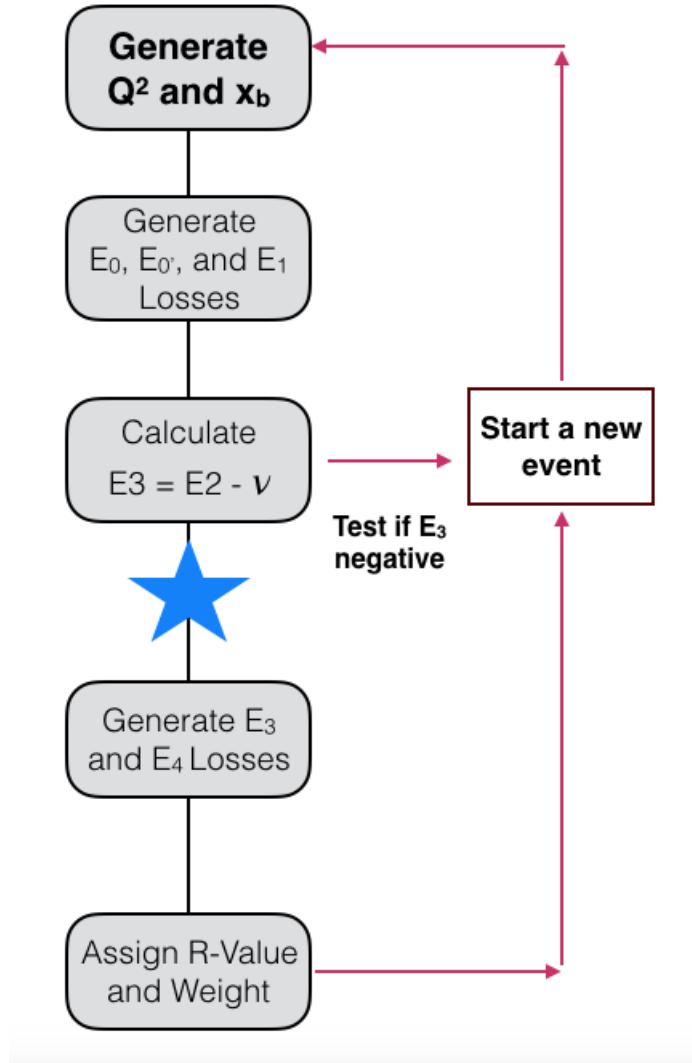 Generate
Q² and x_b
Generate
E₀, E₀', and E₁
Losses
Calculate
E3 = E2 - ν
Start a new
event
Test if E₃
negative
Generate E₃
and E₄ Losses
Assign R-Value
and Weight